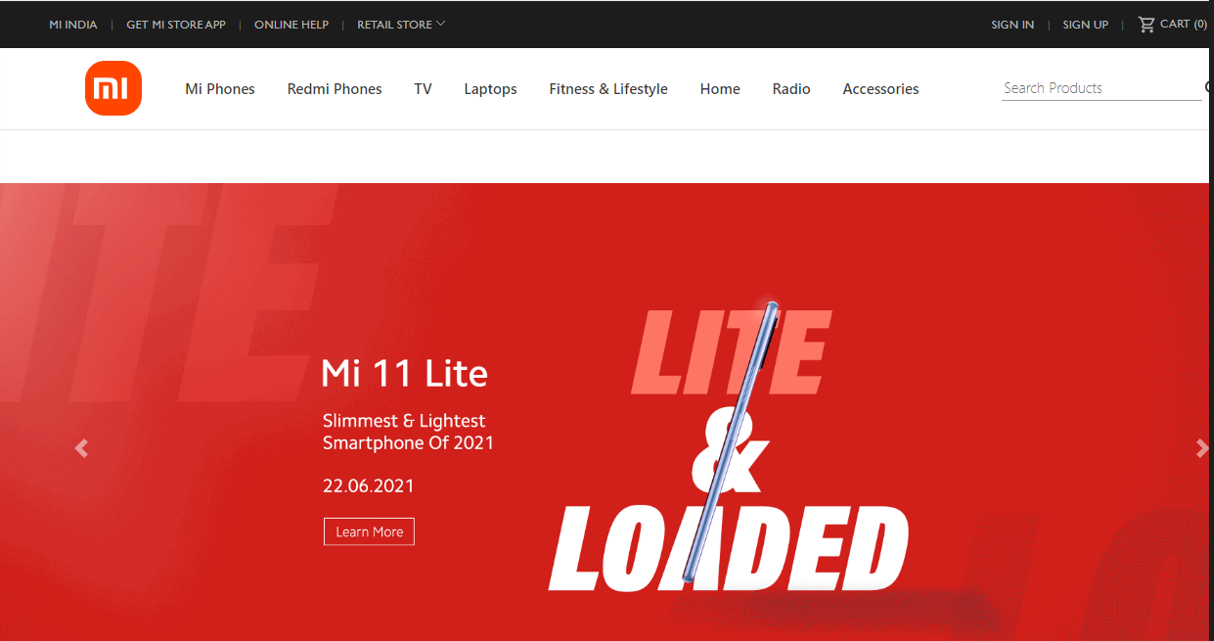 MI INDIA | GET MI STORE APP | ONLINE HELP | RETAIL STORE SIGN IN | SIGN UP | CART (0)
mi Mi Phones Redmi Phones TV Laptops Fitness & Lifestyle Home Radio Accessories Search Products
LITE
LITE
Mi 11 Lite
Slimmest & Lightest
Smartphone Of 2021
&
22.06.2021
Learn More
LOADED
LO